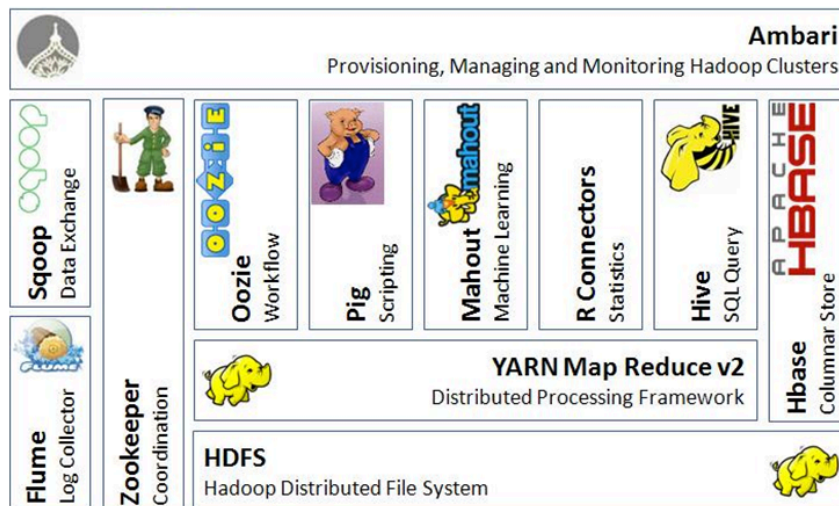 Ambari
Provisioning, Managing and Monitoring Hadoop Clusters
sqoop
Sqoop
Data Exchange
Zookeeper
Coordination
OOZiE
Oozie
Workflow
Pig
Scripting
mahout
Mahout
Machine Learning
R Connectors
Statistics
HIVE
Hive
SQL Query
APACHE
HBASE
Hbase
Columnar Store
flume
Flume
Log Collector
YARN Map Reduce v2
Distributed Processing Framework
HDFS
Hadoop Distributed File System